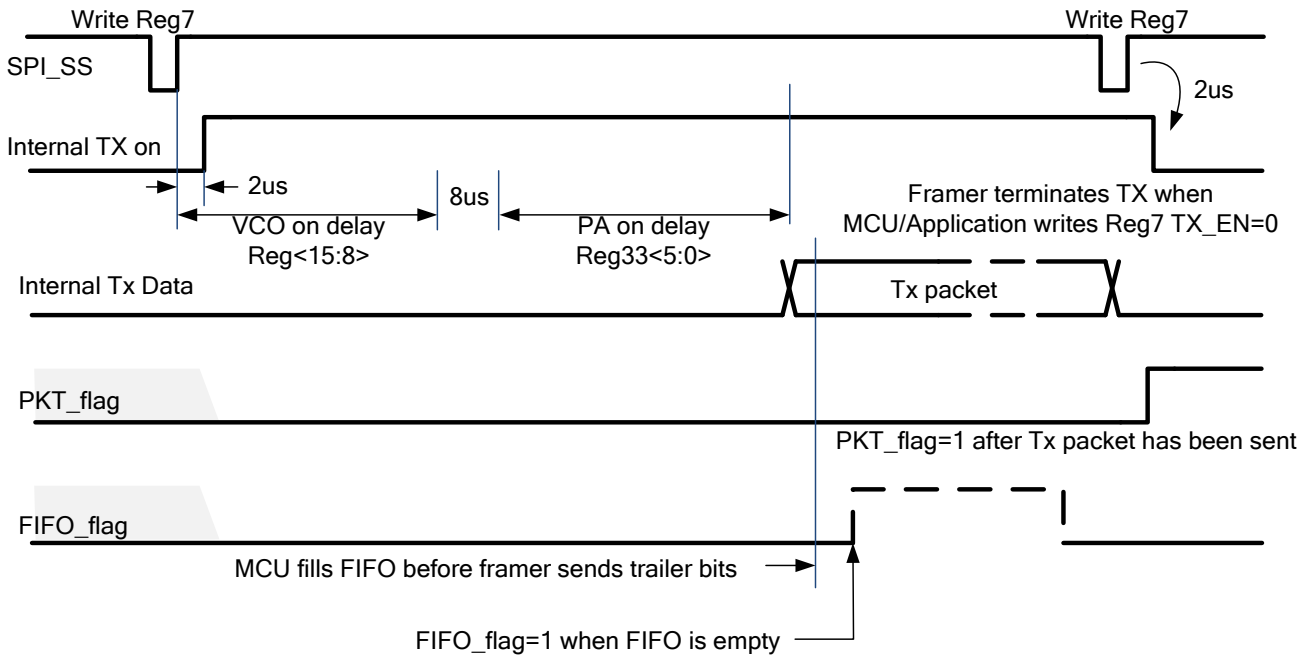 Write Reg7
Write Reg7
SPI_SS
2us
Internal TX on
2us
8us
VCO on delay
Reg<15:8>
PA on delay
Reg33<5:0>
Framer terminates TX when
MCU/Application writes Reg7 TX_EN=0
Internal Tx Data
Tx packet
PKT_flag
PKT_flag=1 after Tx packet has been sent
FIFO_flag
MCU fills FIFO before framer sends trailer bits
FIFO_flag=1 when FIFO is empty